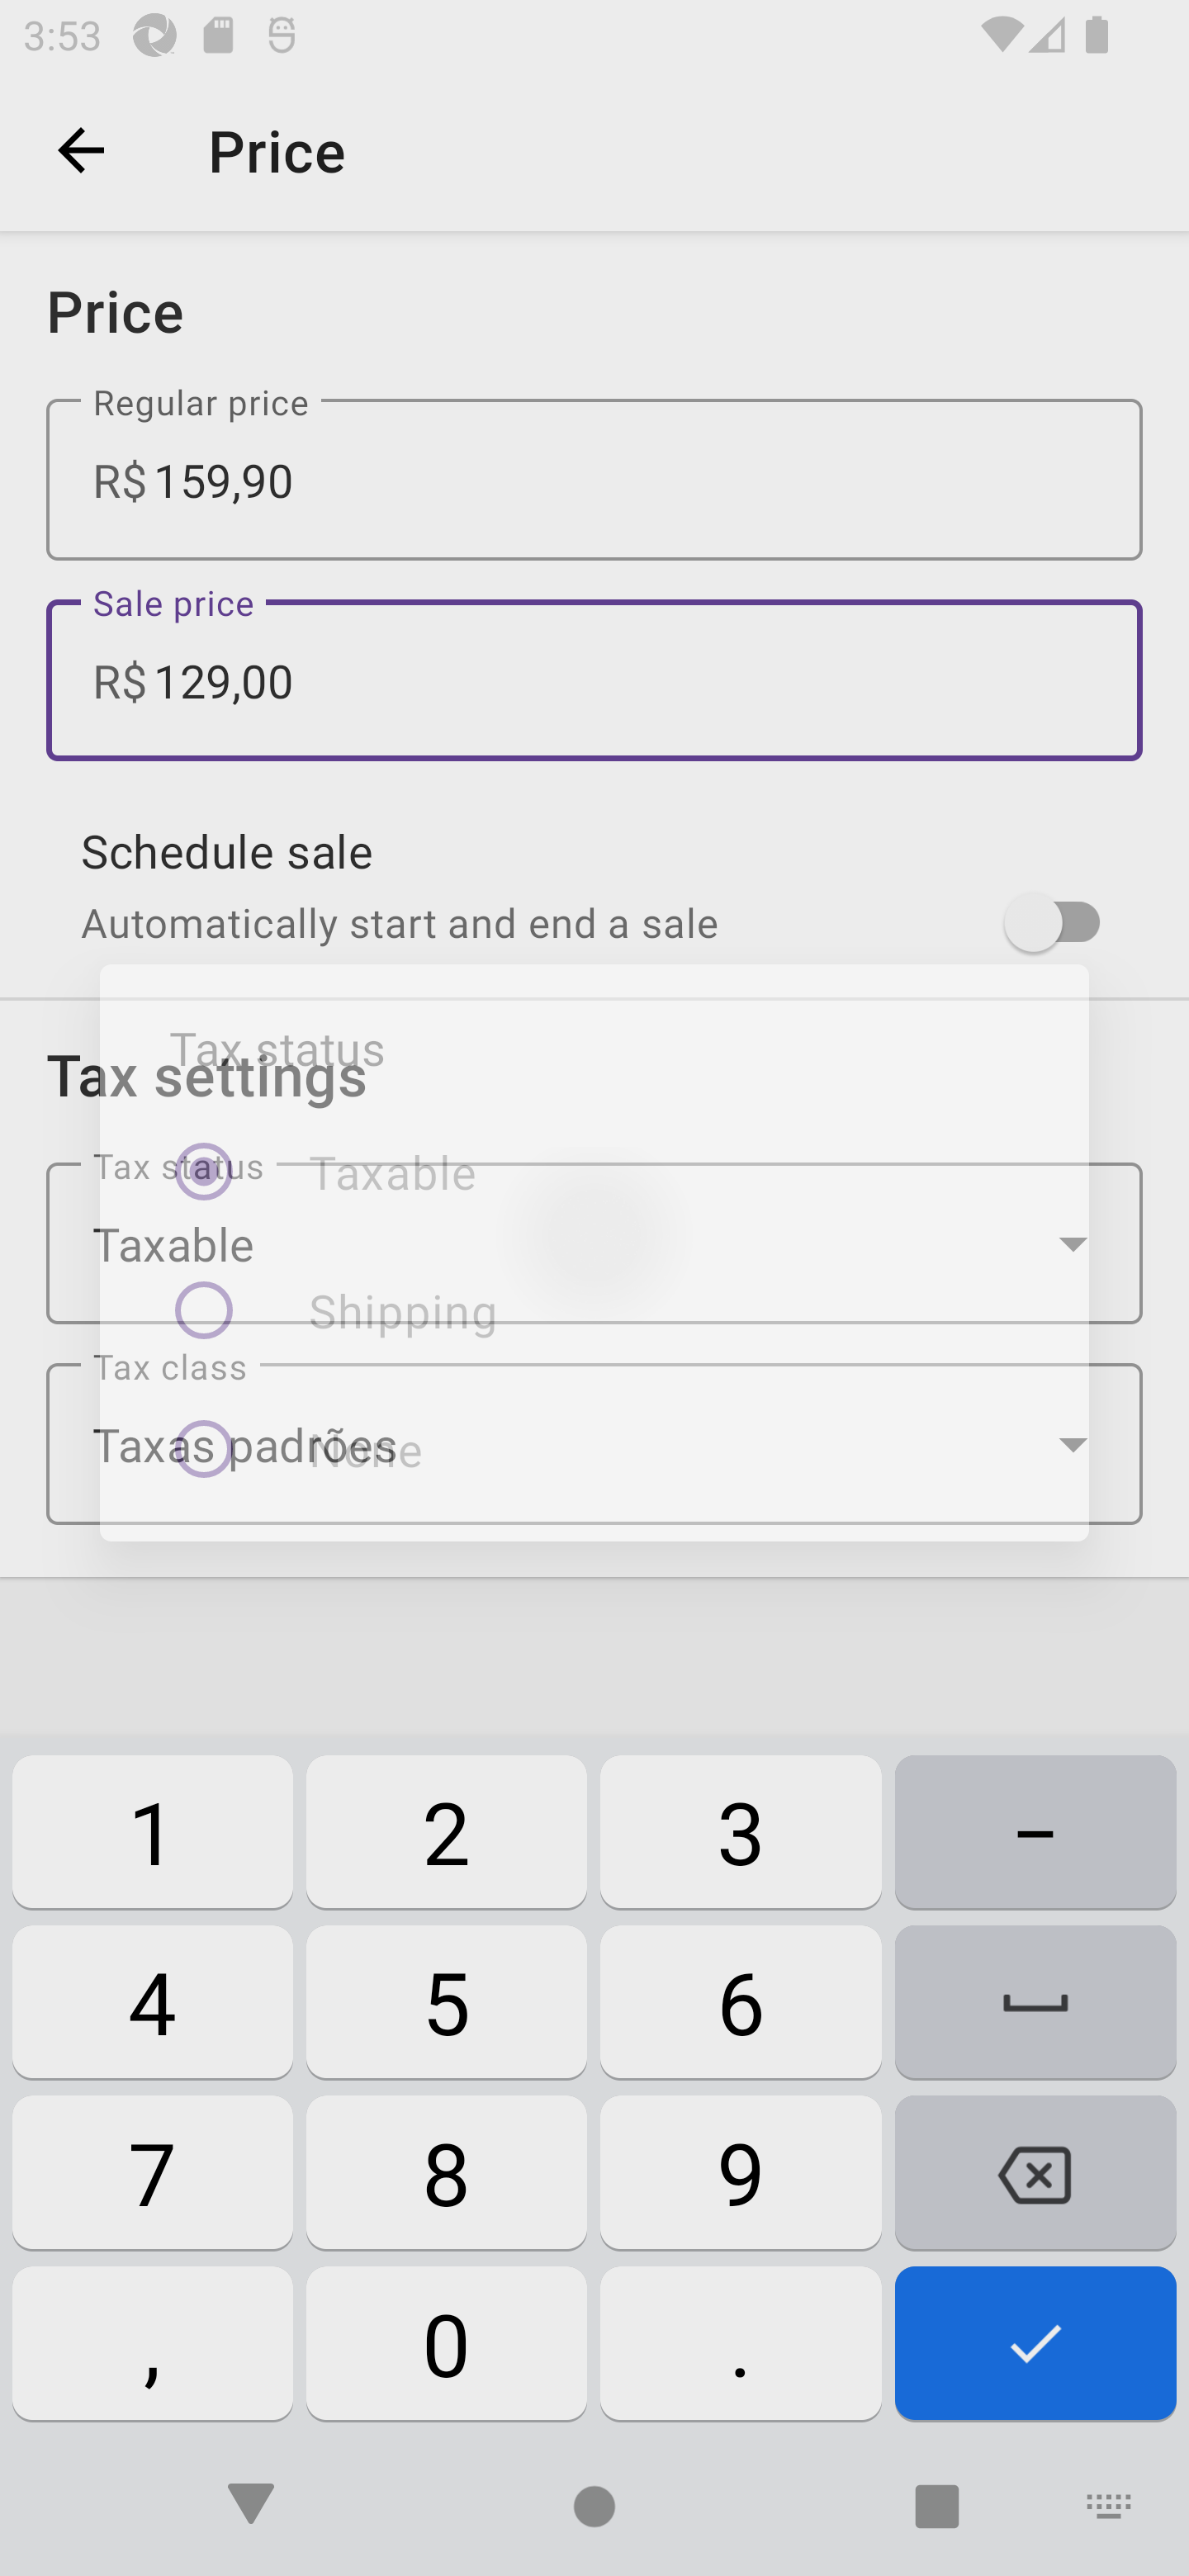 3:53
Price
Price
Regular price
R$ 159,90
Sale price
R$ 129,00
Schedule sale
Automatically start and end a sale
Tax status
Tax settings
Tax status
Taxable
Taxable
Shipping
Tax class
Taxas padrões
None
1 2 3 –
4 5 6
7 8 9
, 0 .